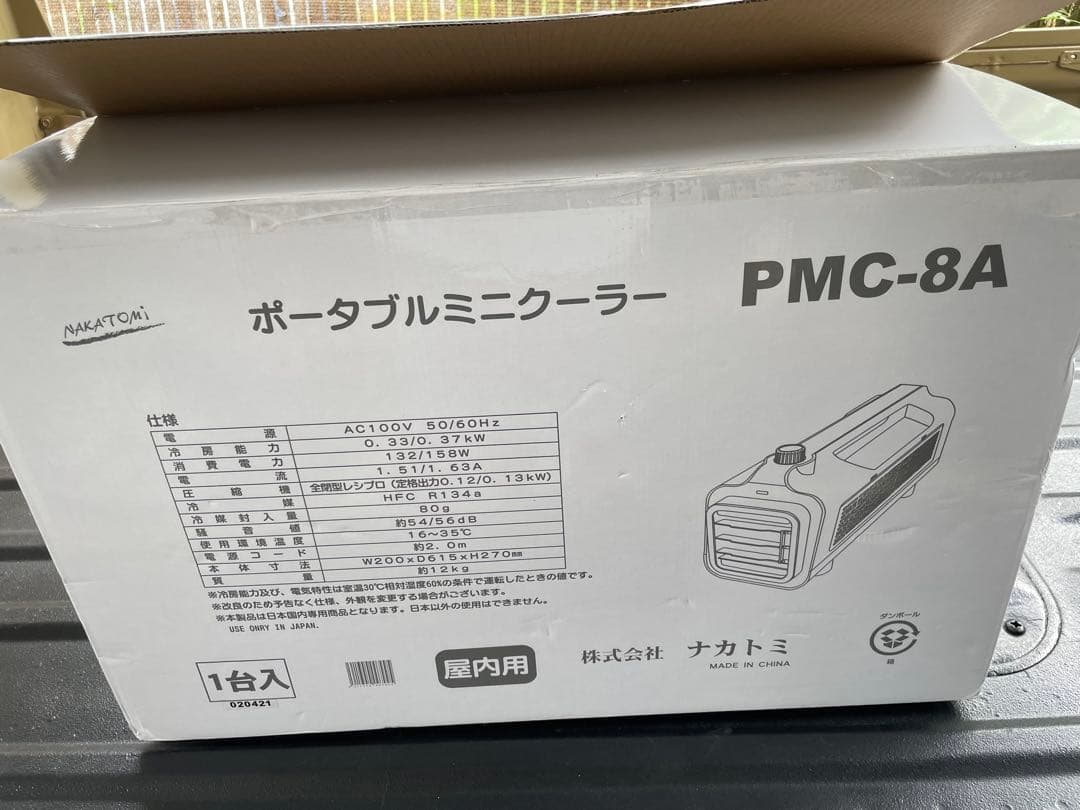 NAKATOMi
ポータブルミニクーラー
PMC-8A
仕様
電源 AC100V 50/60Hz
冷房能力 0.33/0.37kW
消費電力 132/158W
電流 1.51/1.63A
圧縮機 全閉型レシプロ(定格出力0.12/0.13kW)
冷媒 HFC R134a
冷媒封入量 80g
騒音値 約54/56dB
使用環境温度 16〜35℃
電源コード 約2.0m
本体寸法 W200×D615×H270mm
質量 約12kg
※冷房能力及び、電気特性は室温30℃相対湿度60%の条件で運転したときの値です。
※改良のため予告なく仕様、外観を変更する場合がございます。
※本製品は日本国内専用商品となります。日本以外の使用はできません。
USE ONRY IN JAPAN.
1台入
020421
屋内用
株式会社 ナカトミ
MADE IN CHINA
ダンボール
箱